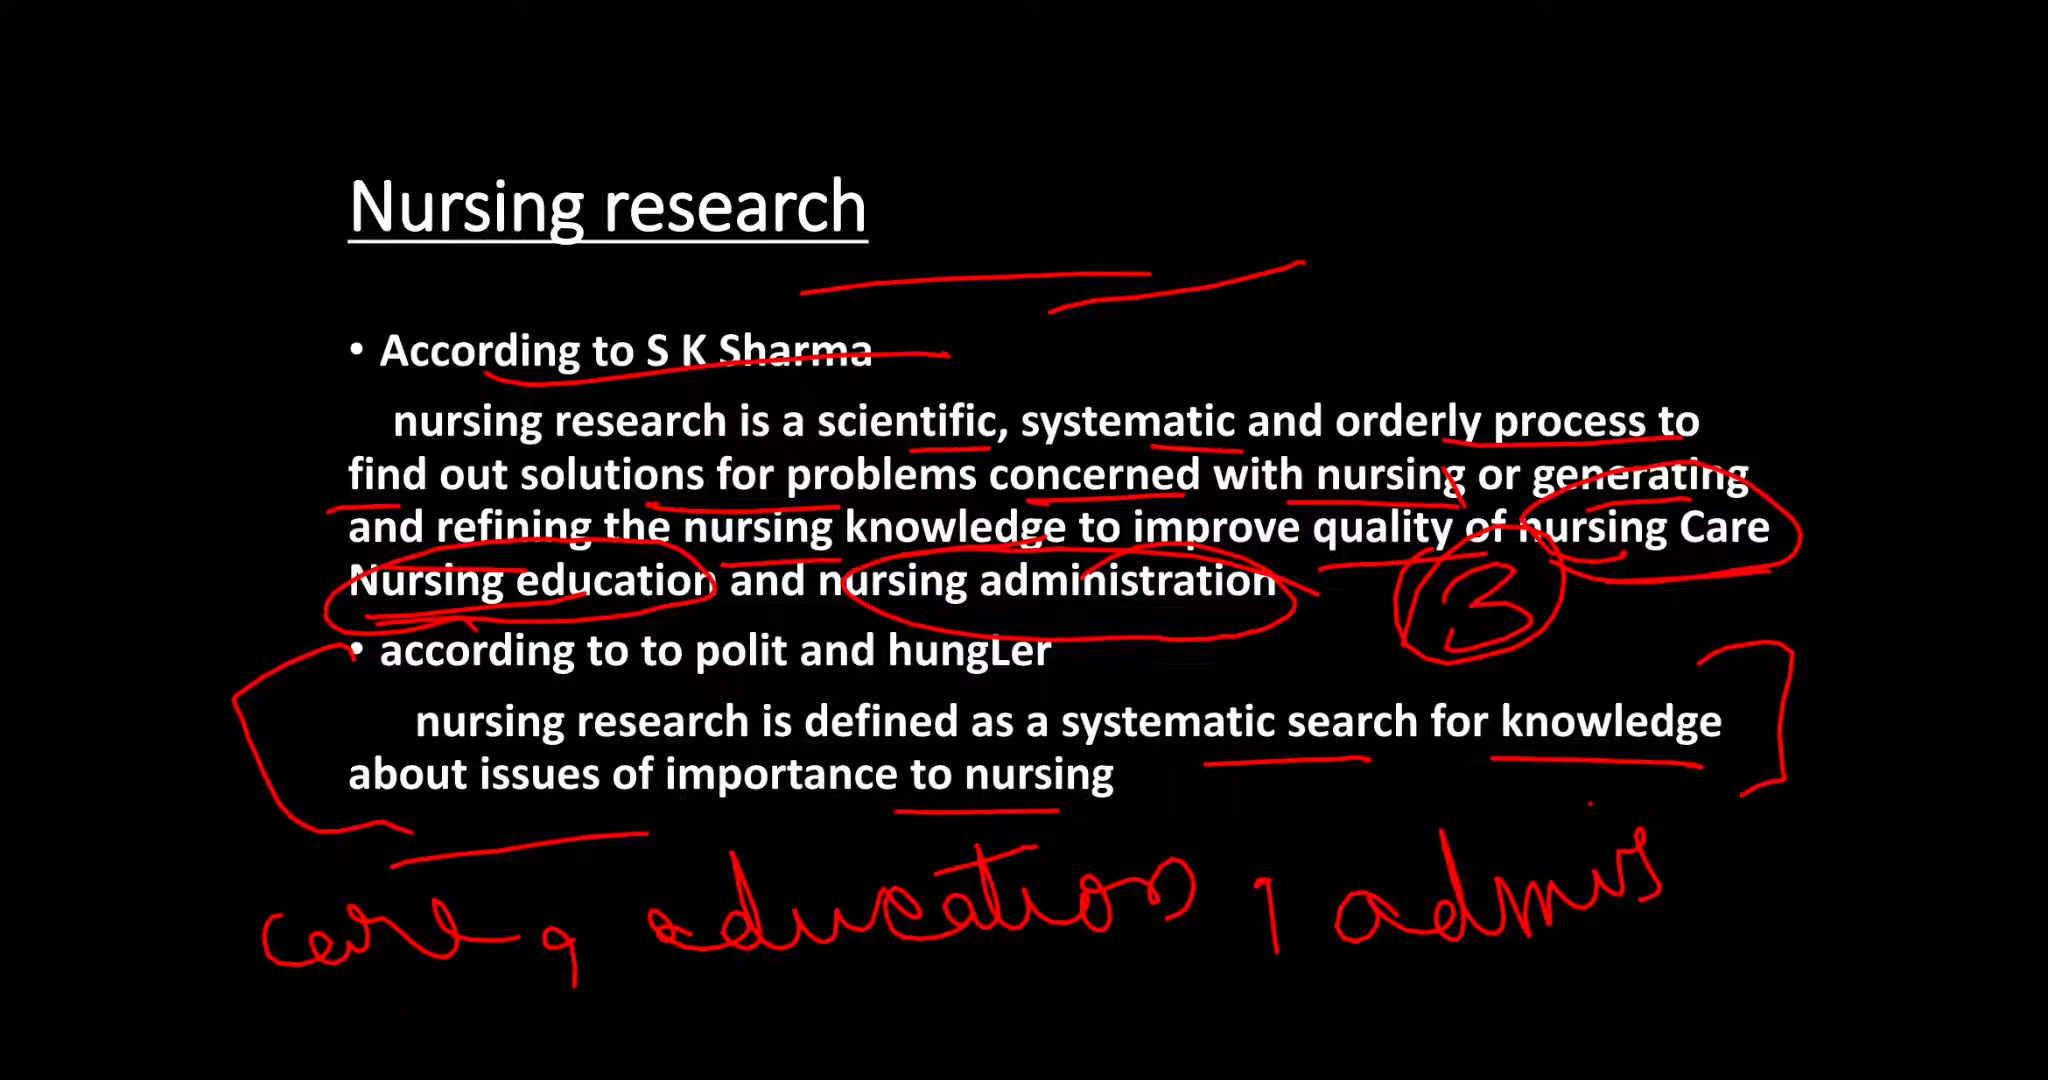 Nursing research
• According to S K Sharma
nursing research is a scientific, systematic and orderly process to
find out solutions for problems concerned with nursing or generating
and refining the nursing knowledge to improve quality of nursing Care
Nursing education and nursing administration
3
• according to to polit and hungLer
nursing research is defined as a systematic search for knowledge
about issues of importance to nursing
care, education, admis